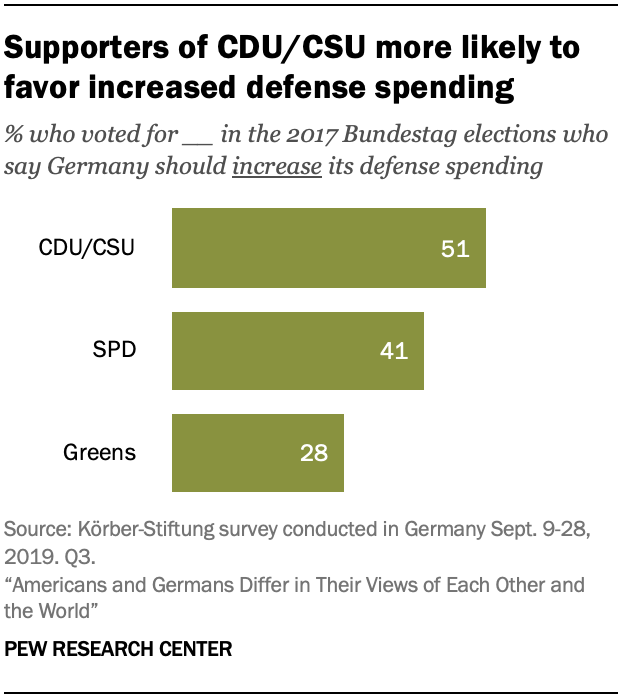 Supporters of CDU/CSU more likely to
favor increased defense spending
% who voted for __ in the 2017 Bundestag elections who
say Germany should increase its defense spending
CDU/CSU 51
SPD 41
Greens 28
Source: Körber-Stiftung survey conducted in Germany Sept. 9-28,
2019. Q3.
“Americans and Germans Differ in Their Views of Each Other and
the World”
PEW RESEARCH CENTER